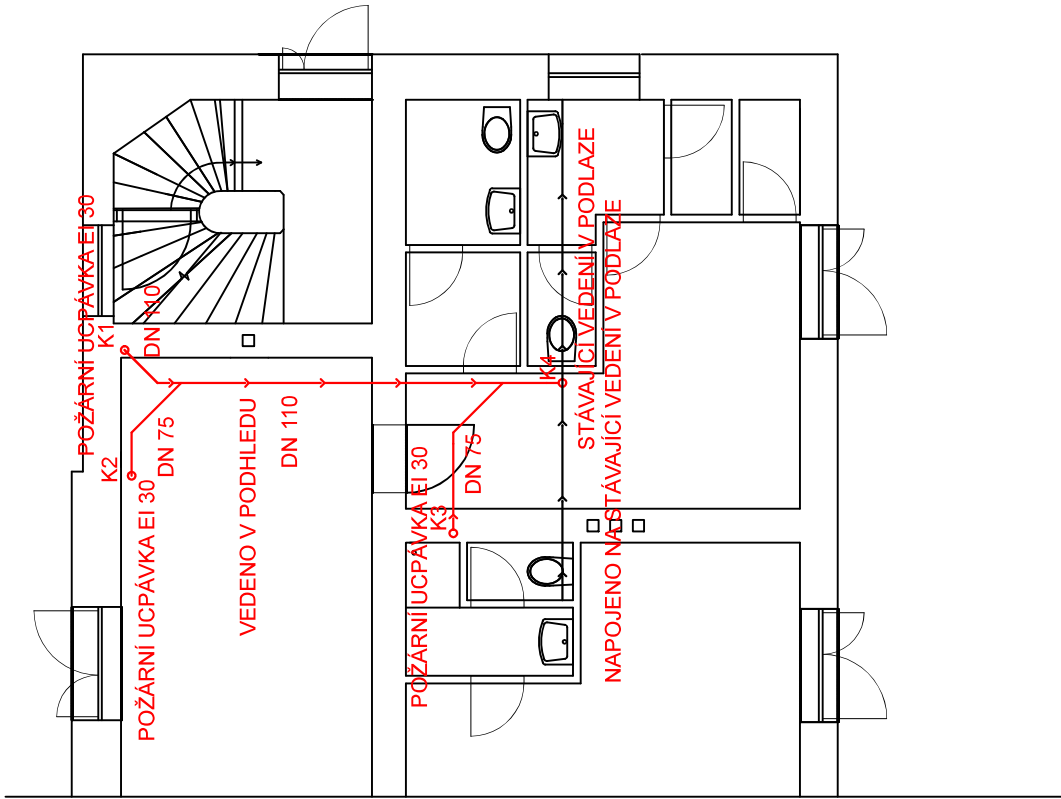 POŽÁRNÍ UCPÁVKA EI 30
K1
DN 110
K2
DN 75
POŽÁRNÍ UCPÁVKA EI 30
VEDENO V PODHLEDU
DN 110
POŽÁRNÍ UCPÁVKA EI 30
K3
DN 75
K4
STÁVAJÍCÍ VEDENÍ V PODLAZE
NAPOJENO NA STÁVAJÍCÍ VEDENÍ V PODLAZE